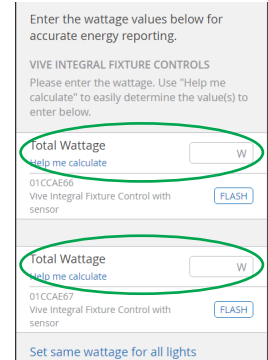 Enter the wattage values below for
accurate energy reporting.
VIVE INTEGRAL FIXTURE CONTROLS
Please enter the wattage. Use "Help me
calculate" to easily determine the value(s) to
enter below.
Total Wattage
W
Help me calculate
01CCAE66
Vive Integral Fixture Control with
sensor
FLASH
Total Wattage
W
Help me calculate
01CCAE67
Vive Integral Fixture Control with
sensor
FLASH
Set same wattage for all lights